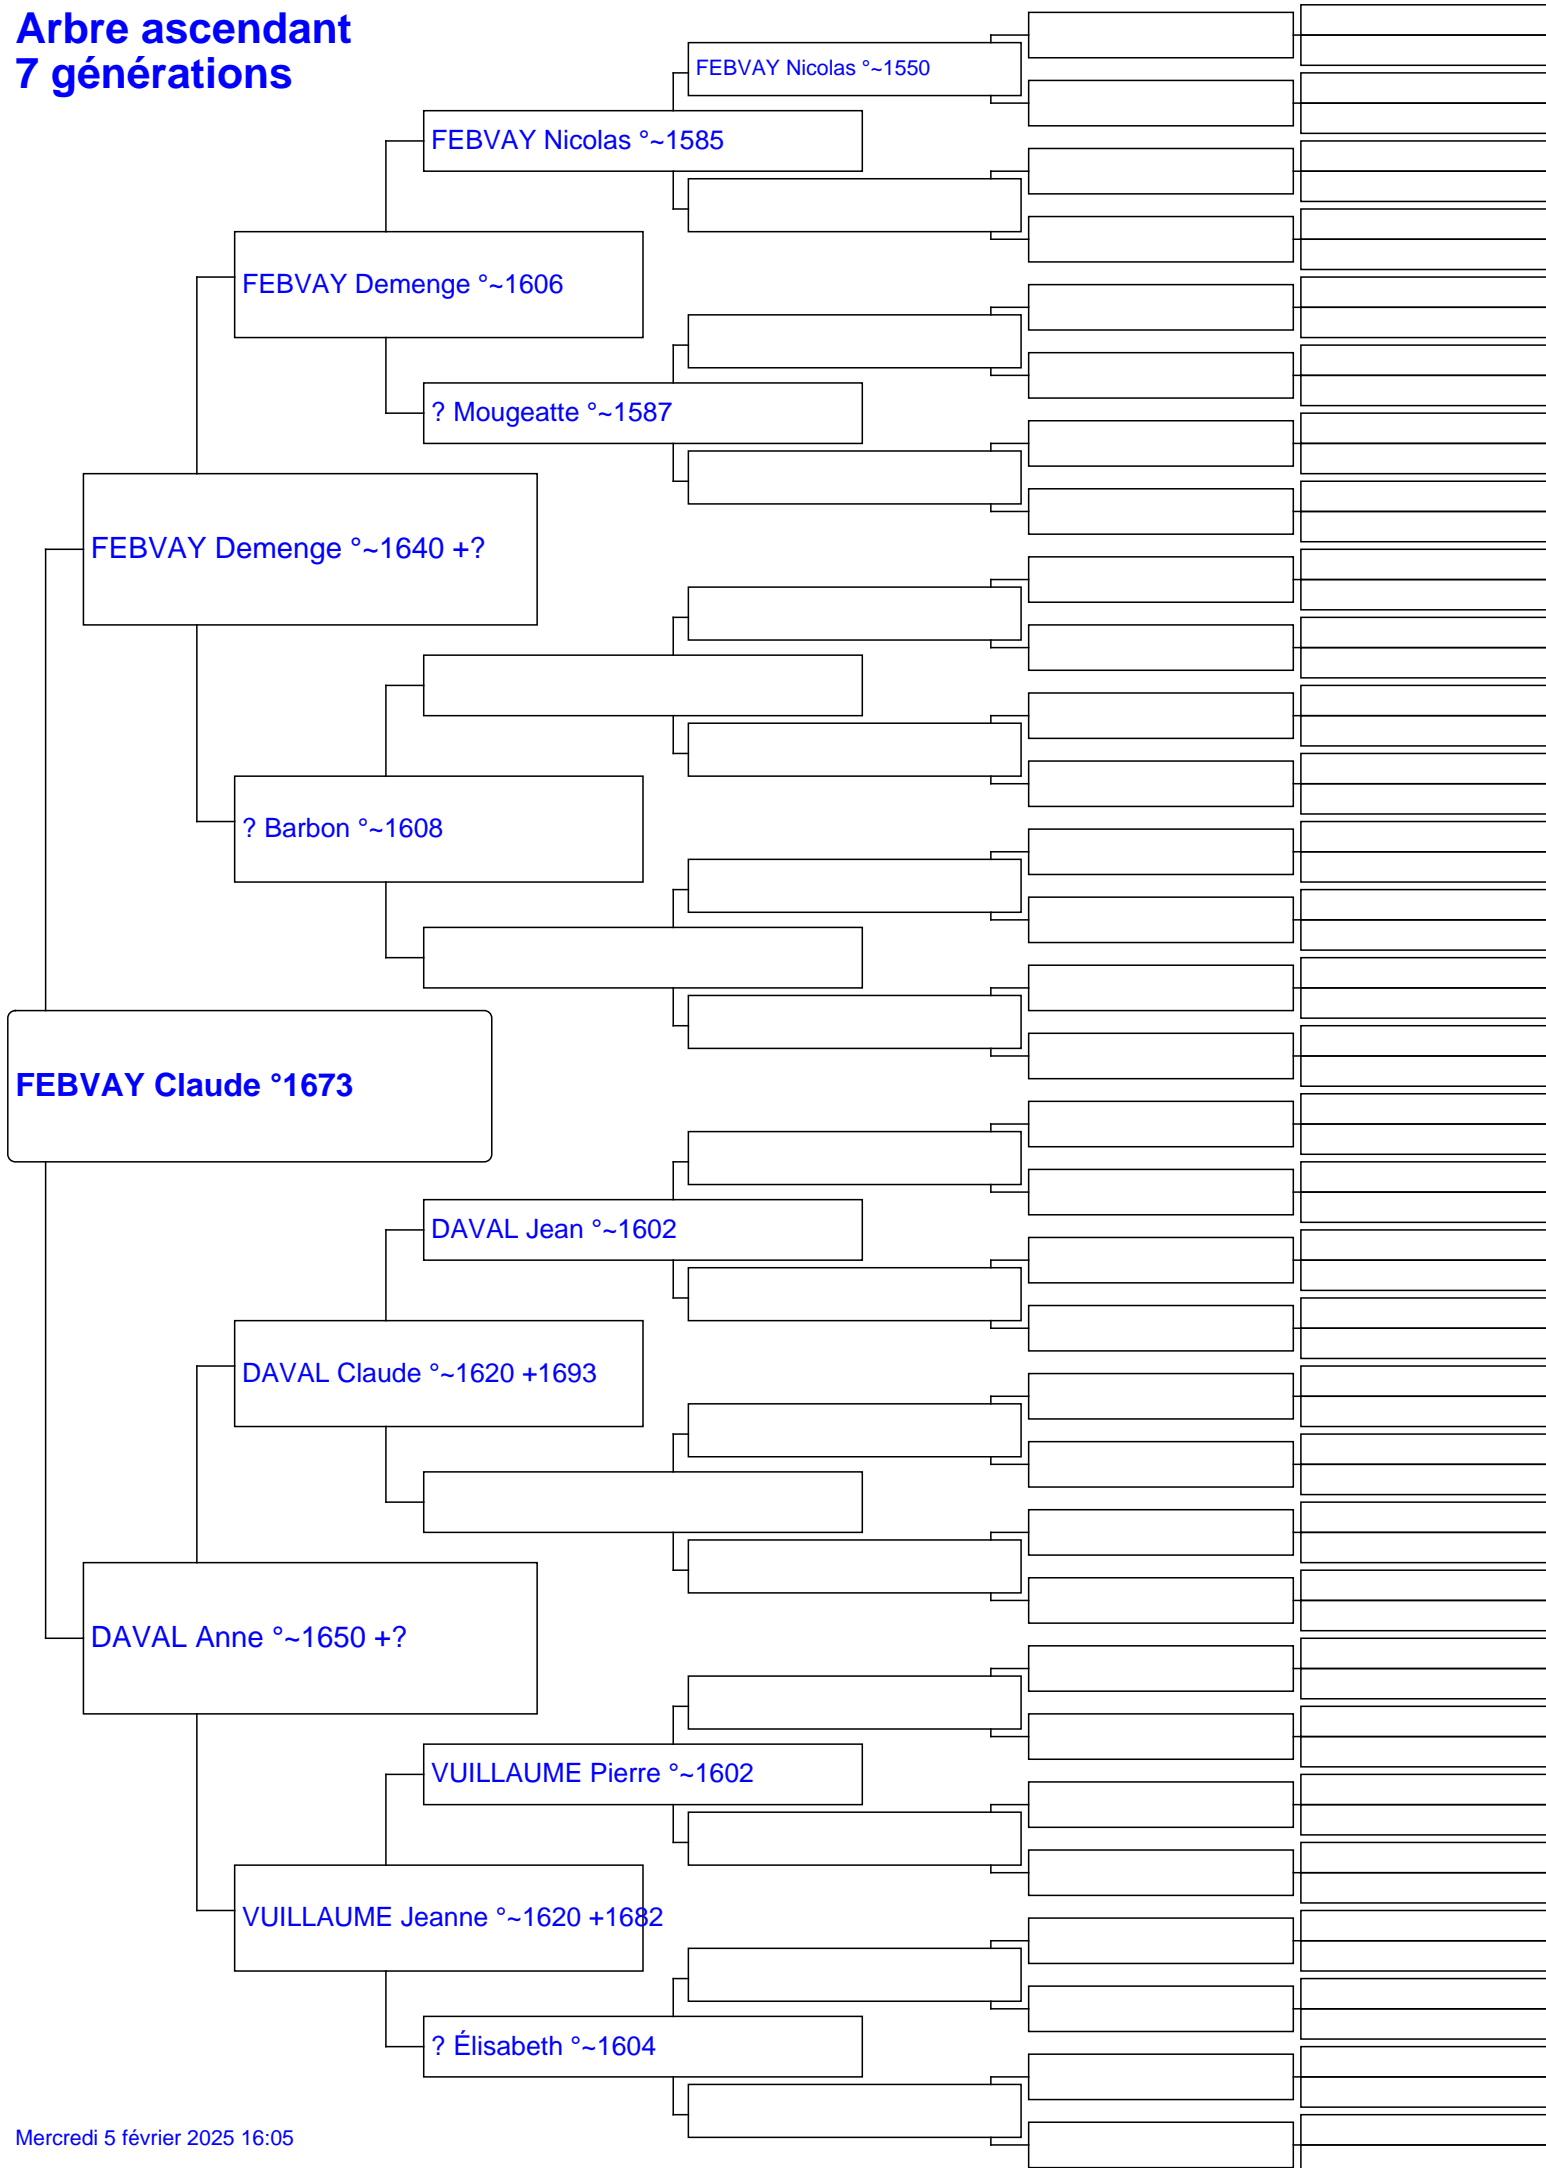 Arbre ascendant
7 générations
FEBVAY Nicolas °~1550
FEBVAY Nicolas °~1585
FEBVAY Demenge °~1606
? Mougeatte °~1587
FEBVAY Demenge °~1640 +?
? Barbon °~1608
FEBVAY Claude °1673
DAVAL Jean °~1602
DAVAL Claude °~1620 +1693
DAVAL Anne °~1650 +?
VUILLAUME Pierre °~1602
VUILLAUME Jeanne °~1620 +1682
? Élisabeth °~1604
Mercredi 5 février 2025 16:05